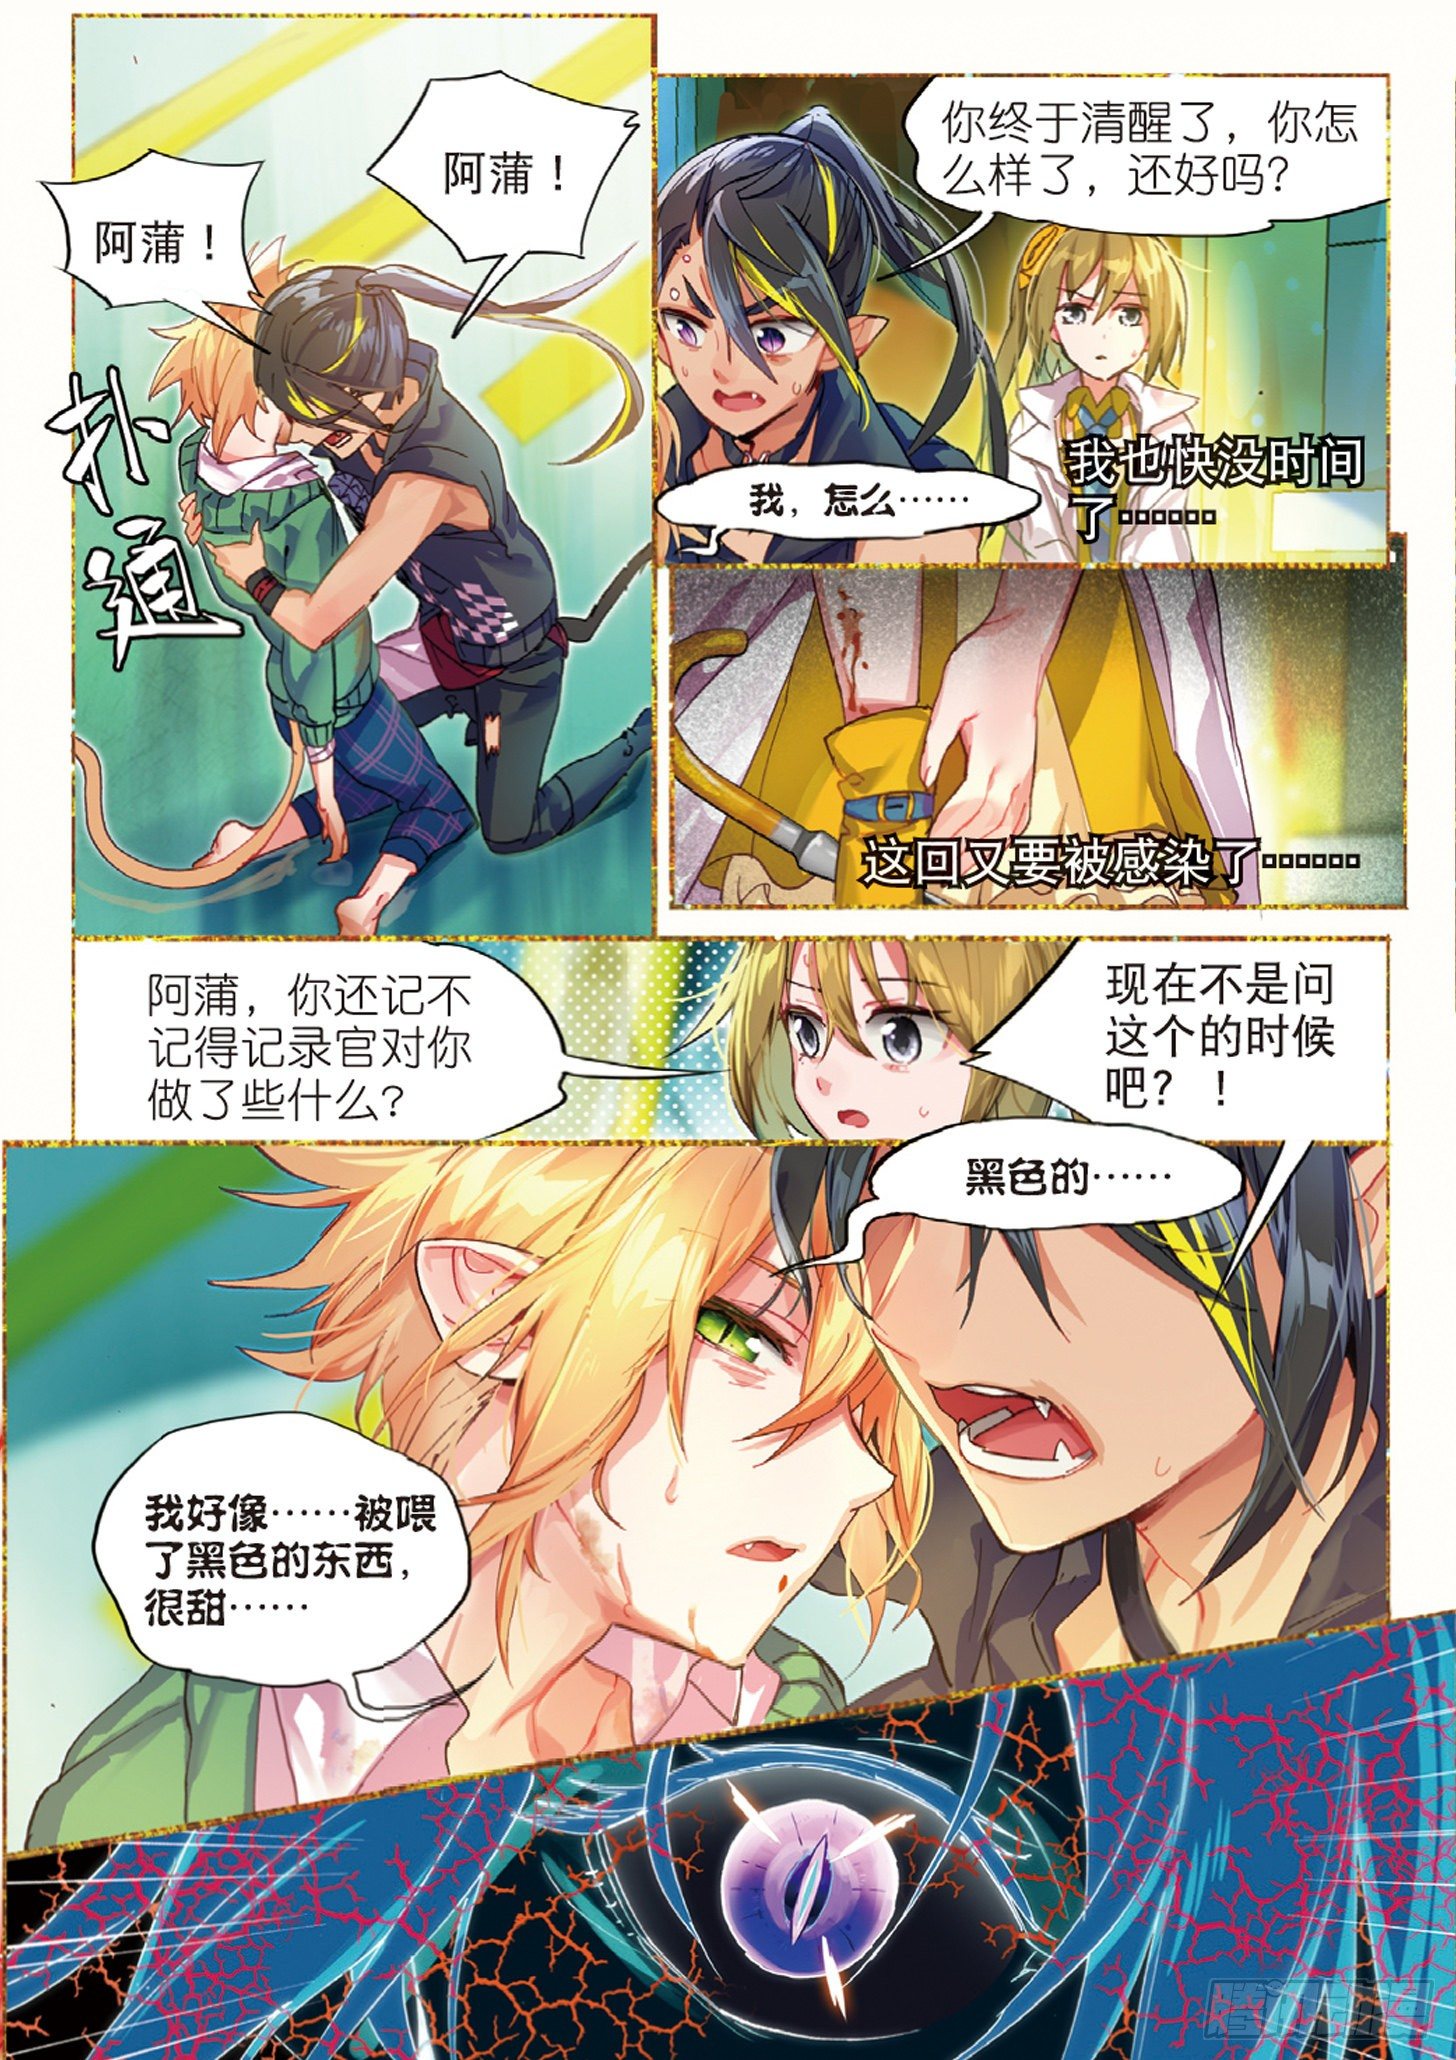 阿蒲！
阿蒲！
扑
通
你终于清醒了，你怎
么样了，还好吗？
我，怎么……
我也快没时间
了……
这回又要被感染了……
阿蒲，你还记不
记得记录官对你
做了些什么？
现在不是问
这个的时候
吧？！
黑色的……
我好像……被喂
了黑色的东西，
很甜……
腾讯动漫